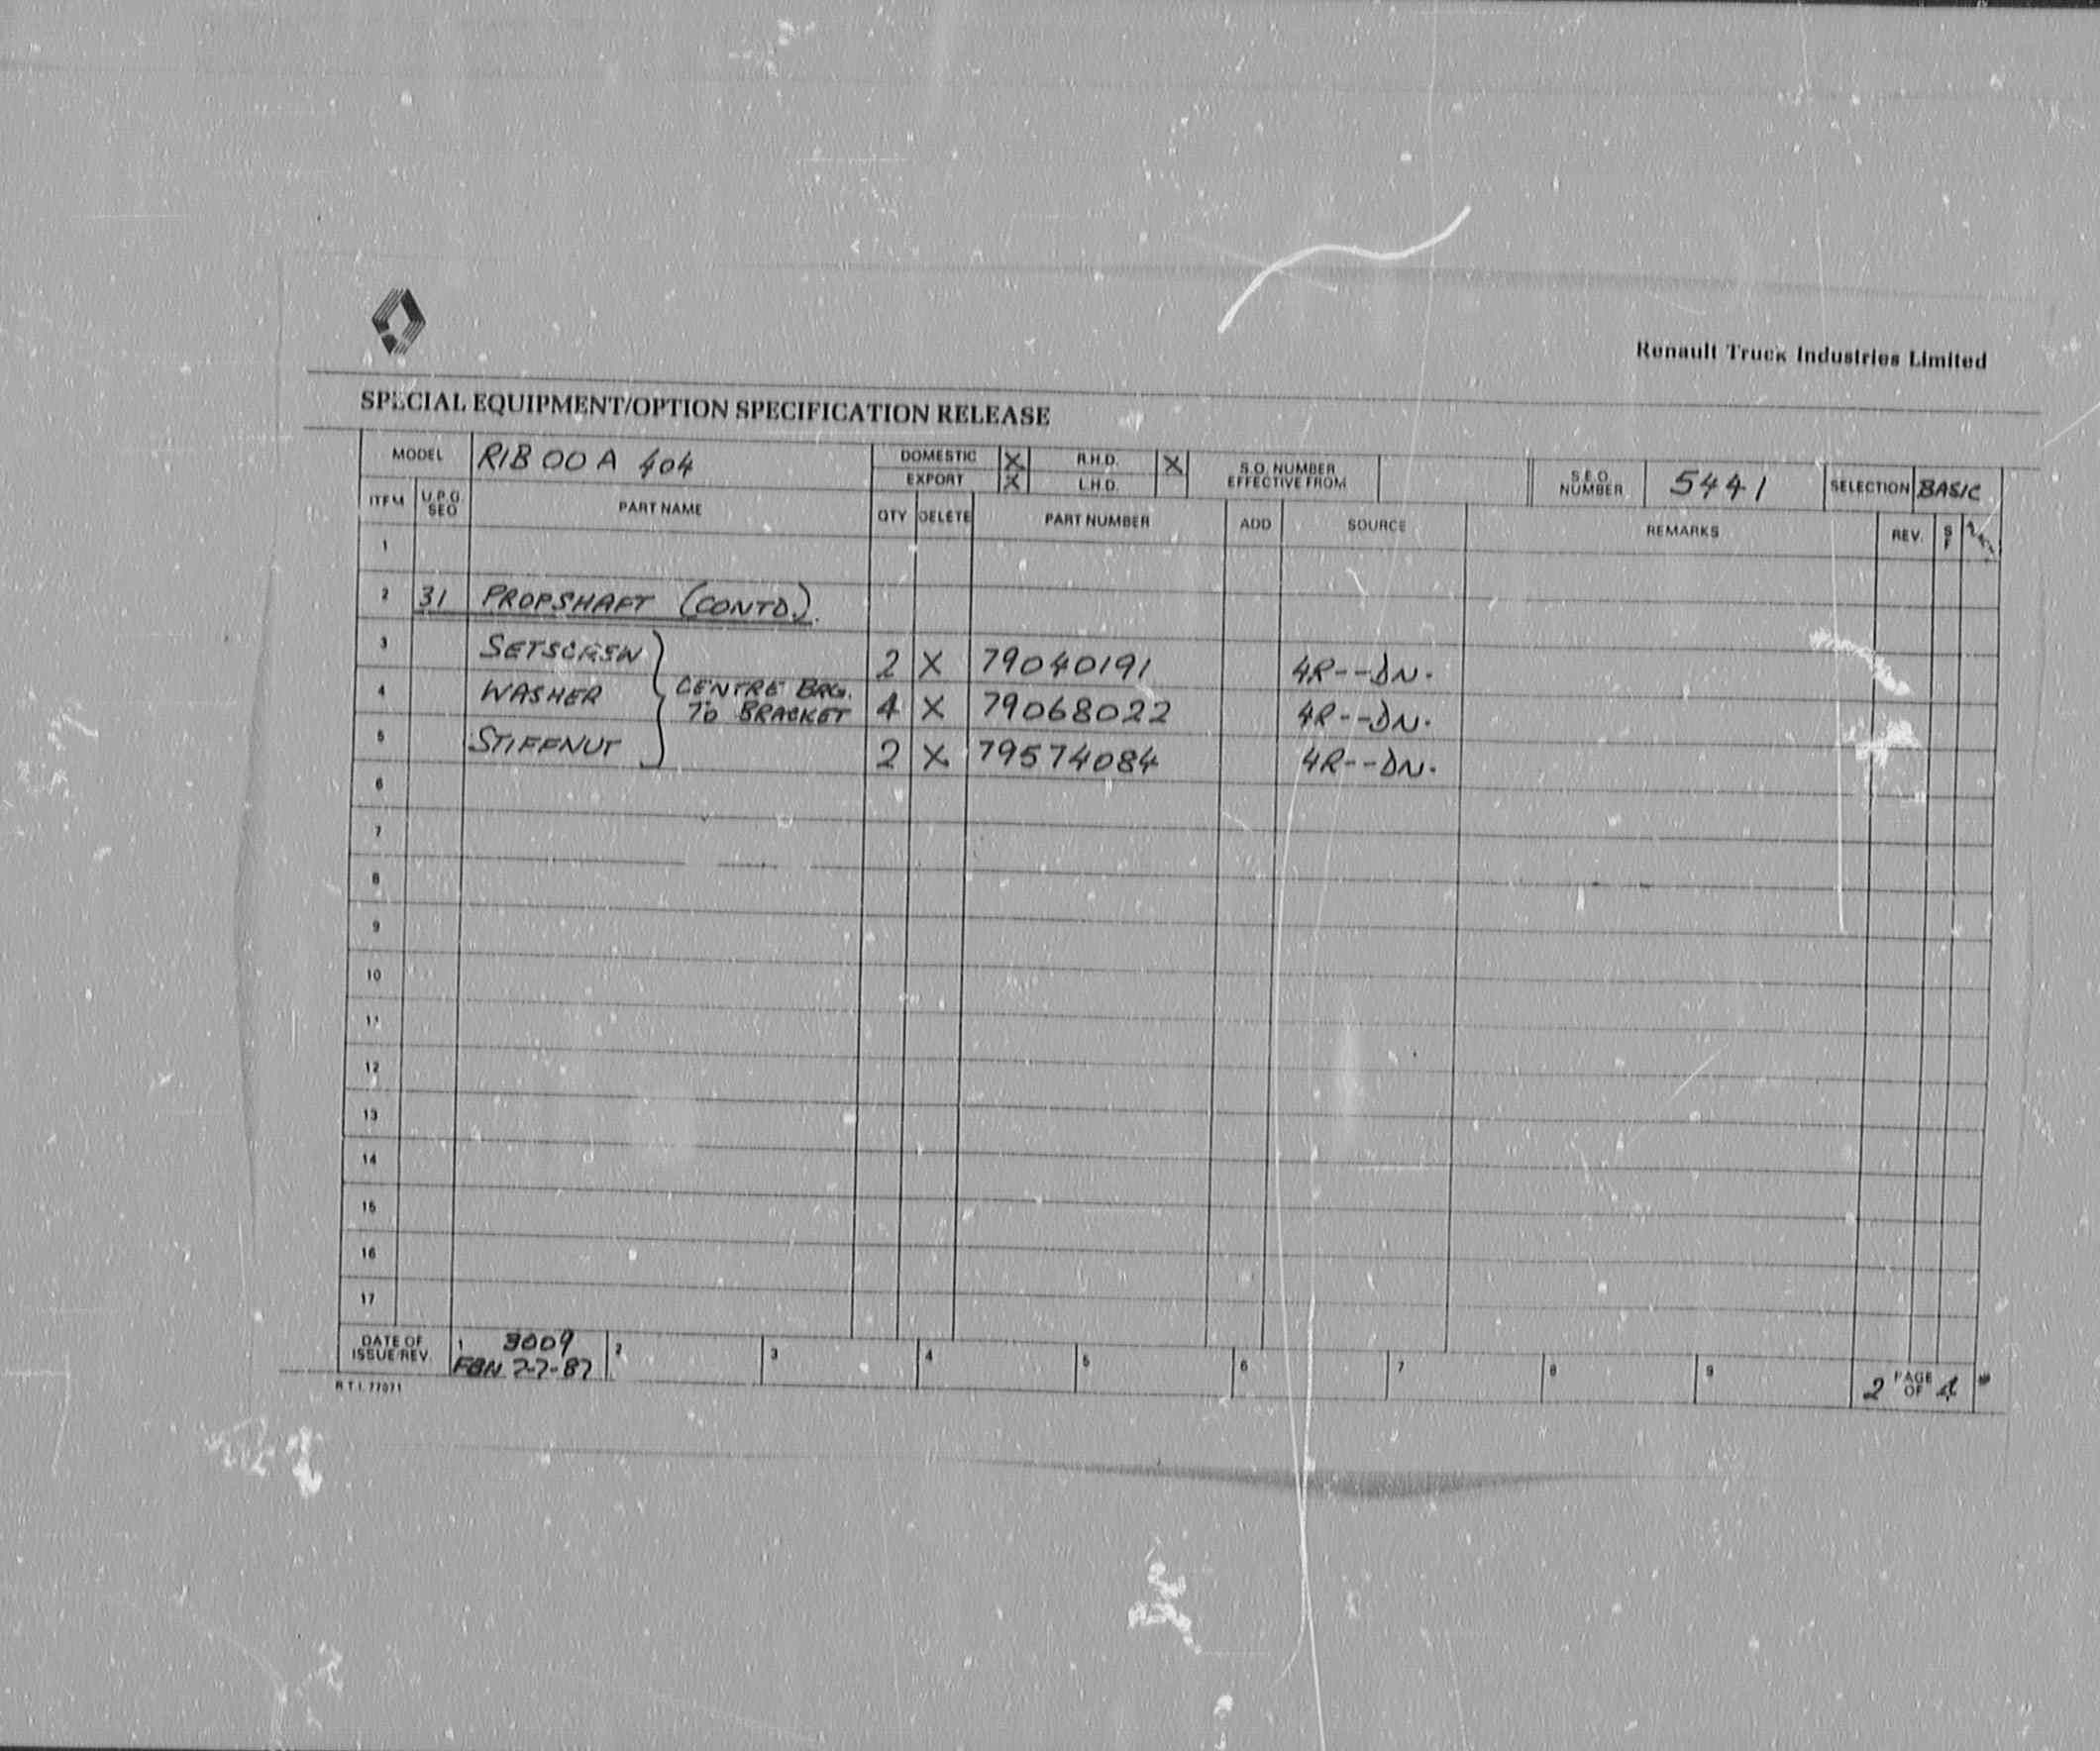 Renault Truck Industries Limited
SPECIAL EQUIPMENT/OPTION SPECIFICATION RELEASE
MODEL R1B 00 A 404 DOMESTIC X R.H.D. X S.O. NUMBER EFFECTIVE FROM S.E.O. NUMBER 5441 SELECTION BASIC
EXPORT X L.H.D.
ITEM U.P.G. SEQ PART NAME QTY DELETE PART NUMBER ADD SOURCE REMARKS REV. S F
1
2 31 PROPSHAFT (CONTD.).
3 SETSCREW 2 X 79040191 4R--DN.
4 WASHER CENTRE BRG. TO BRACKET 4 X 79068022 4R--DN.
5 STIFFNUT 2 X 79574084 4R--DN.
6
7
8
9
10
11
12
13
14
15
16
17
DATE OF ISSUE/REV. 1 3009 2 3 4 5 6 7 8 9 2 PAGE OF 4
FBN 2-7-87
R.T.I. 77071